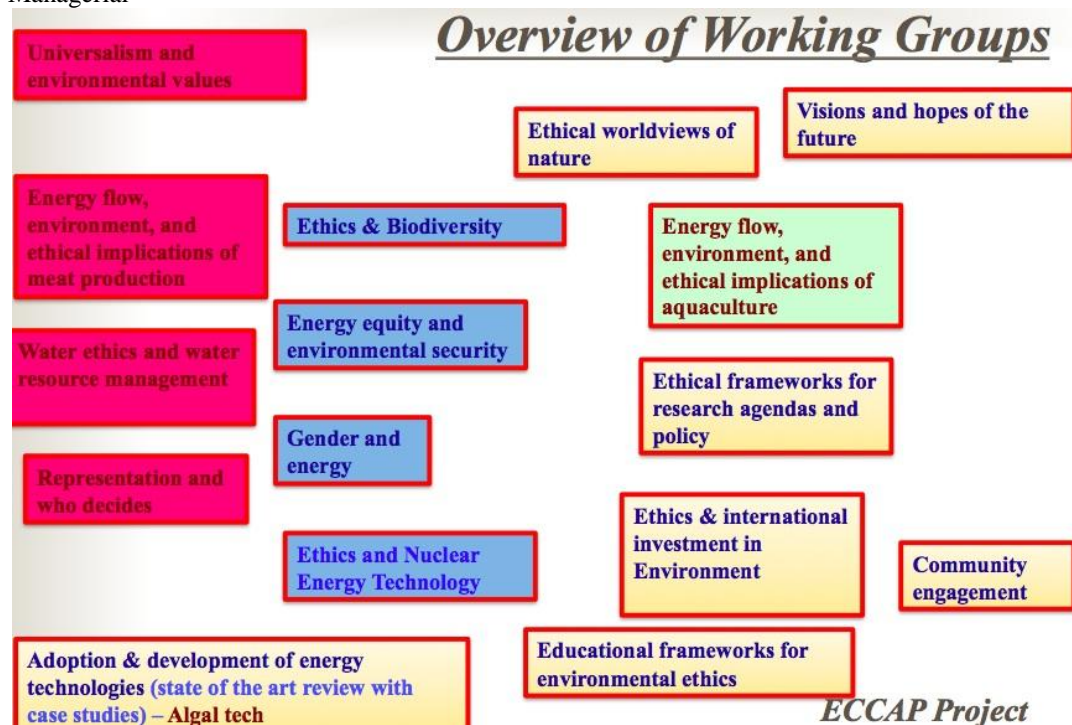 Managerial
Overview of Working Groups
Universalism and
environmental values
Ethical worldviews of
nature
Visions and hopes of the
future
Energy flow,
environment, and
ethical implications of
meat production
Ethics & Biodiversity
Energy flow,
environment, and
ethical implications of
aquaculture
Energy equity and
environmental security
Water ethics and water
resource management
Ethical frameworks for
research agendas and
policy
Gender and
energy
Representation and
who decides
Ethics & international
investment in
Environment
Ethics and Nuclear
Energy Technology
Community
engagement
Educational frameworks for
environmental ethics
Adoption & development of energy
technologies (state of the art review with
case studies) – Algal tech
ECCAP Project